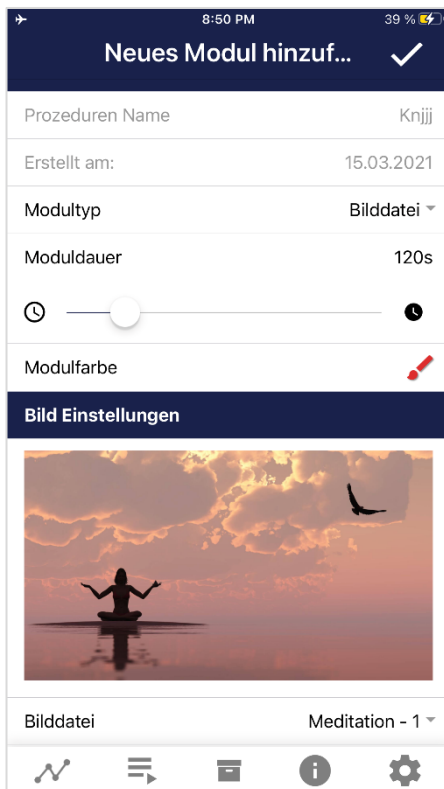 8:50 PM 39 %
Neues Modul hinzuf...
Prozeduren Name Knjjj
Erstellt am: 15.03.2021
Modultyp Bilddatei
Moduldauer 120s
Modulfarbe
Bild Einstellungen
Bilddatei Meditation - 1